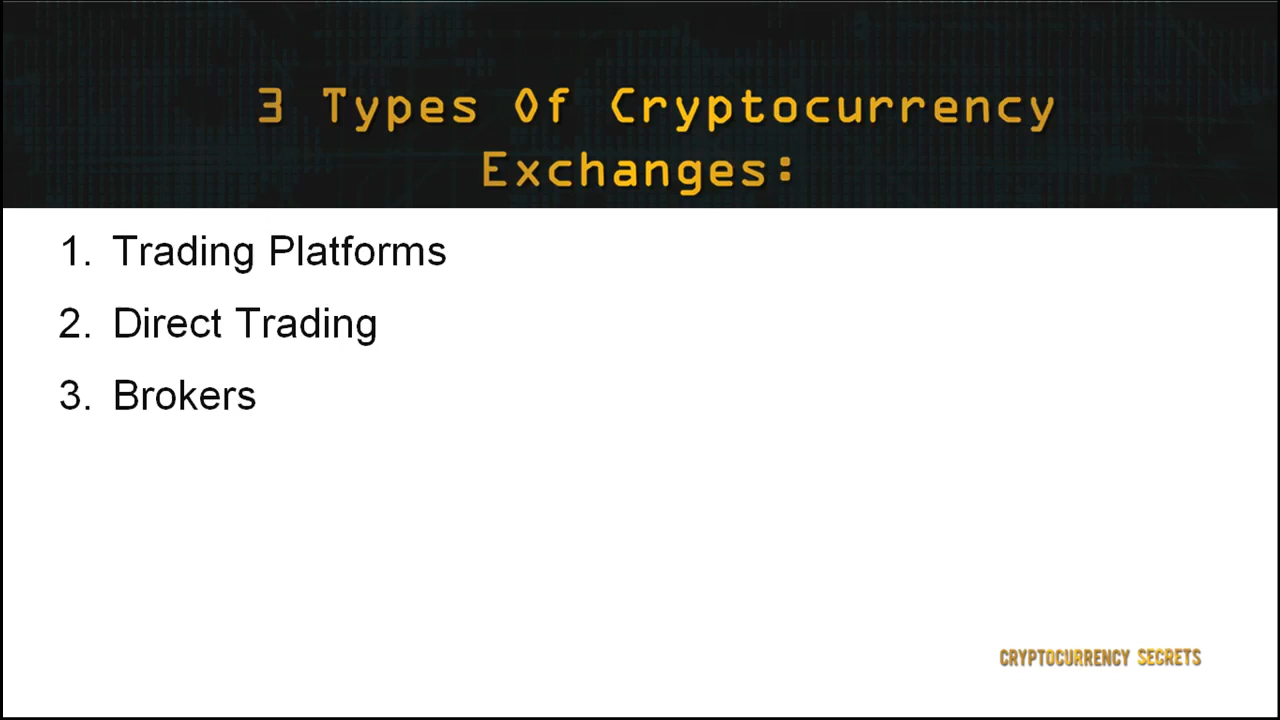 3 Types Of Cryptocurrency
Exchanges:
1. Trading Platforms
2. Direct Trading
3. Brokers
CRYPTOCURRENCY SECRETS